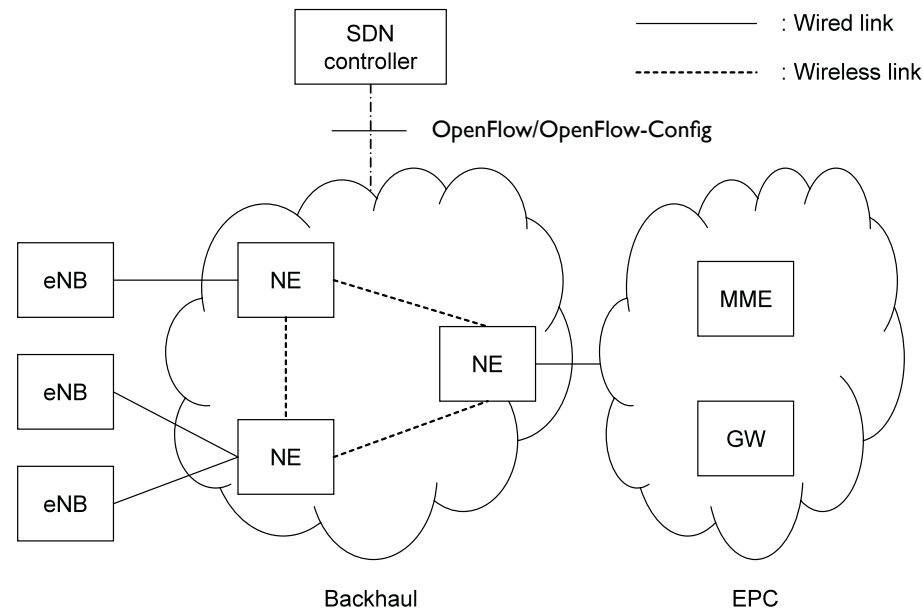 SDN
controller
: Wired link
: Wireless link
OpenFlow/OpenFlow-Config
eNB
NE
MME
eNB
NE
GW
eNB
NE
Backhaul
EPC